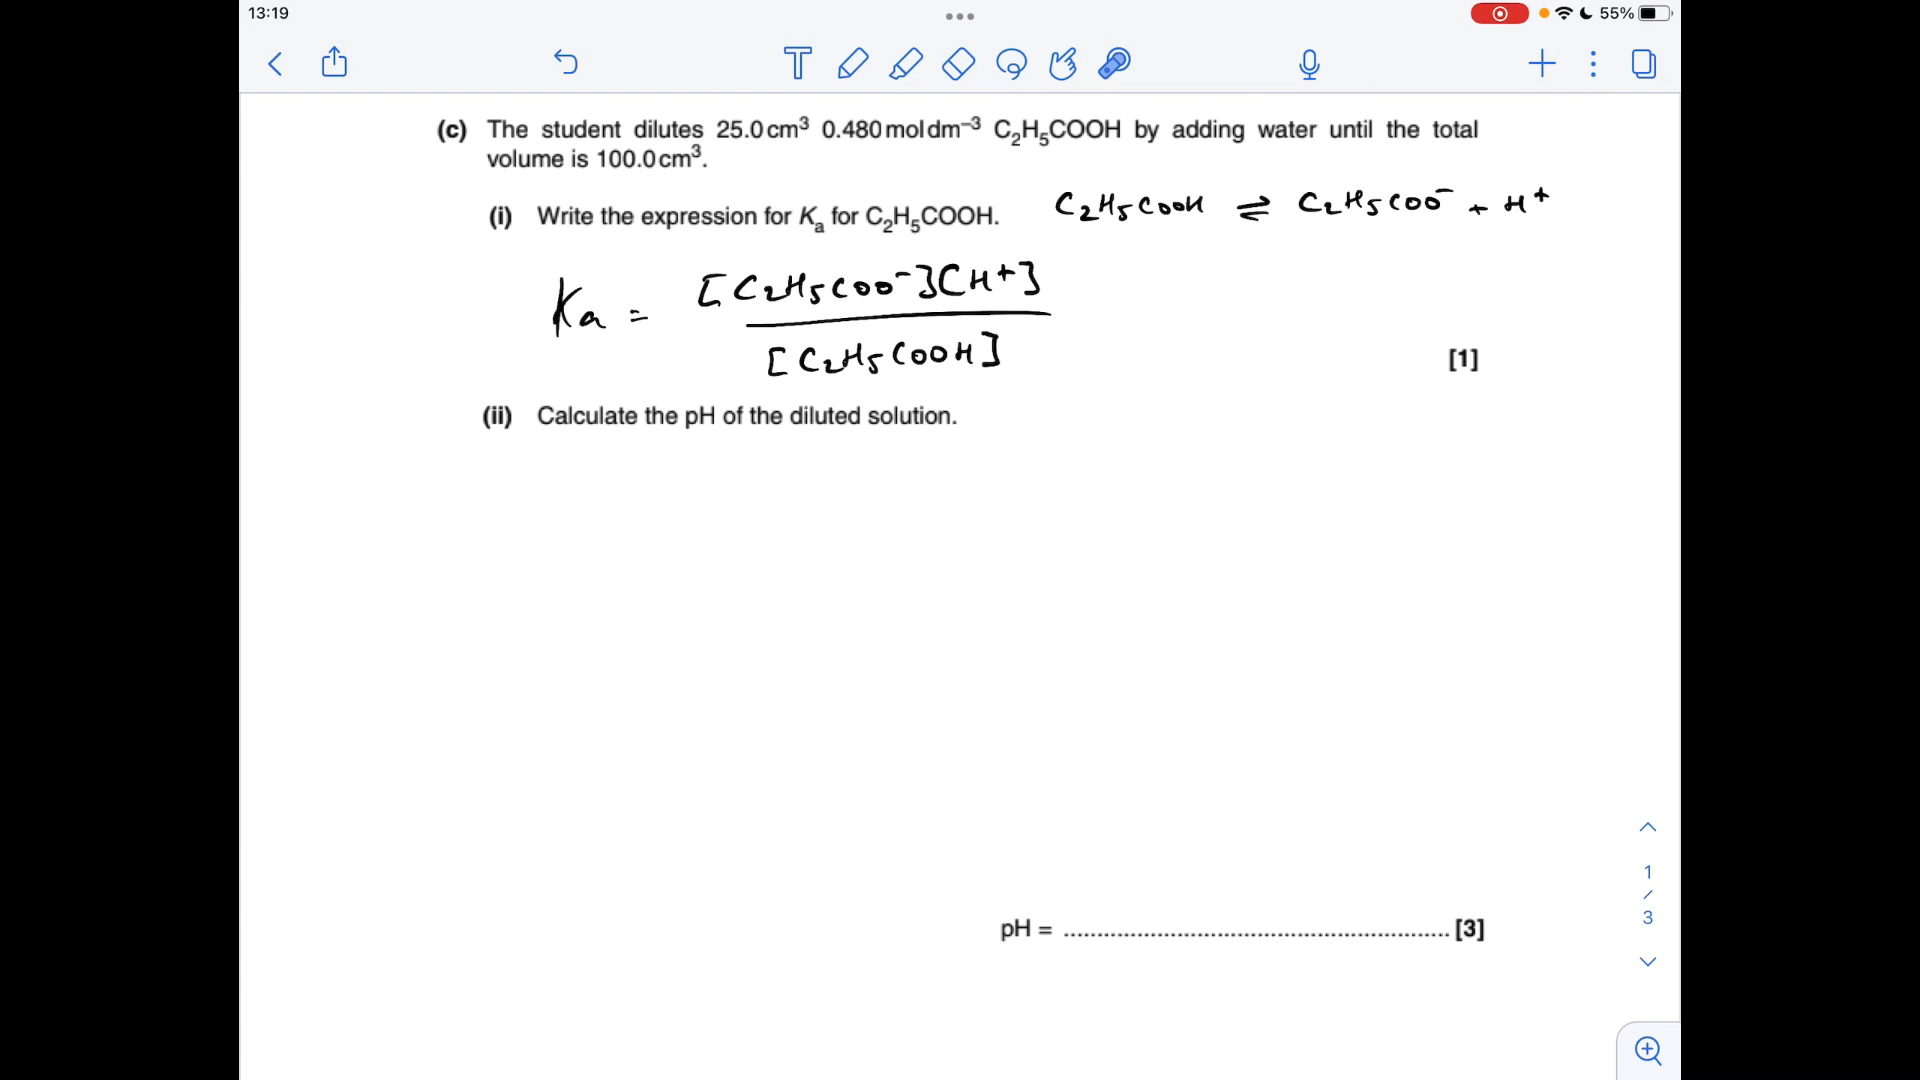 13:19
55%
(c) The student dilutes 25.0 cm³ 0.480 mol dm⁻³ C₂H₅COOH by adding water until the total
volume is 100.0 cm³.
C₂H₅COOH ⇌ C₂H₅COO⁻ + H⁺
(i) Write the expression for Kₐ for C₂H₅COOH.
Ka = [C₂H₅COO⁻][H⁺]
[C₂H₅COOH]
[1]
(ii) Calculate the pH of the diluted solution.
1
/
3
pH = .......................................................... [3]